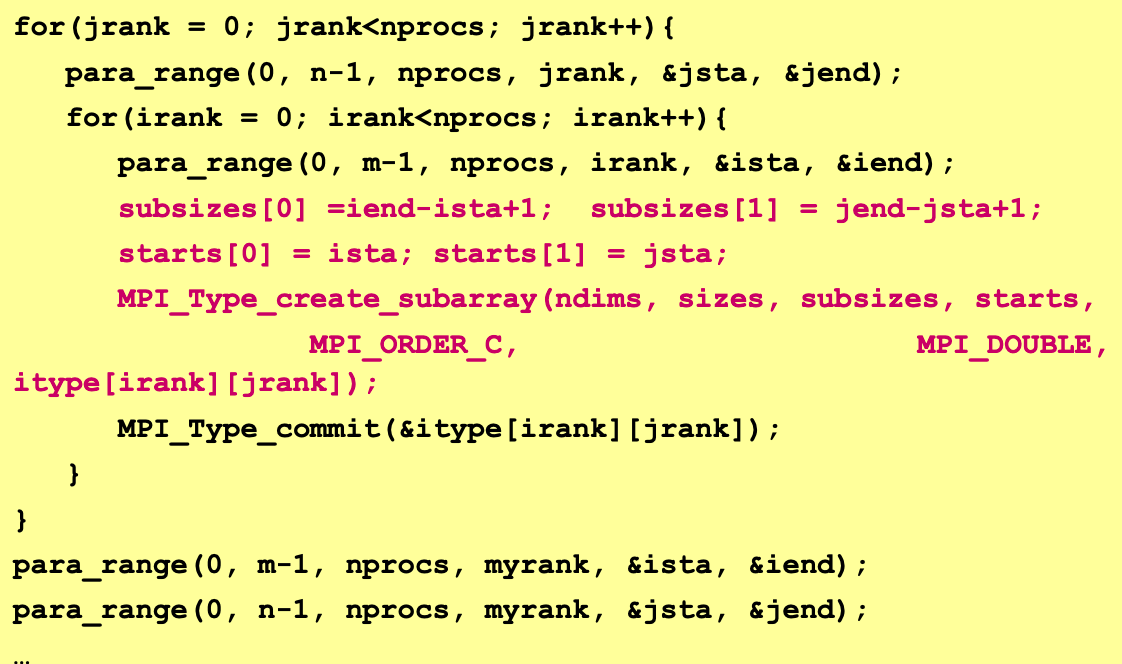 for(jrank = 0; jrank<nprocs; jrank++){
para_range(0, n-1, nprocs, jrank, &jsta, &jend);
for(irank = 0; irank<nprocs; irank++){
para_range(0, m-1, nprocs, irank, &ista, &iend);
subsizes[0] =iend-ista+1; subsizes[1] = jend-jsta+1;
starts[0] = ista; starts[1] = jsta;
MPI_Type_create_subarray(ndims, sizes, subsizes, starts,
MPI_ORDER_C, MPI_DOUBLE,
itype[irank][jrank]);
MPI_Type_commit(&itype[irank][jrank]);
}
}
para_range(0, m-1, nprocs, myrank, &ista, &iend);
para_range(0, n-1, nprocs, myrank, &jsta, &jend);
…